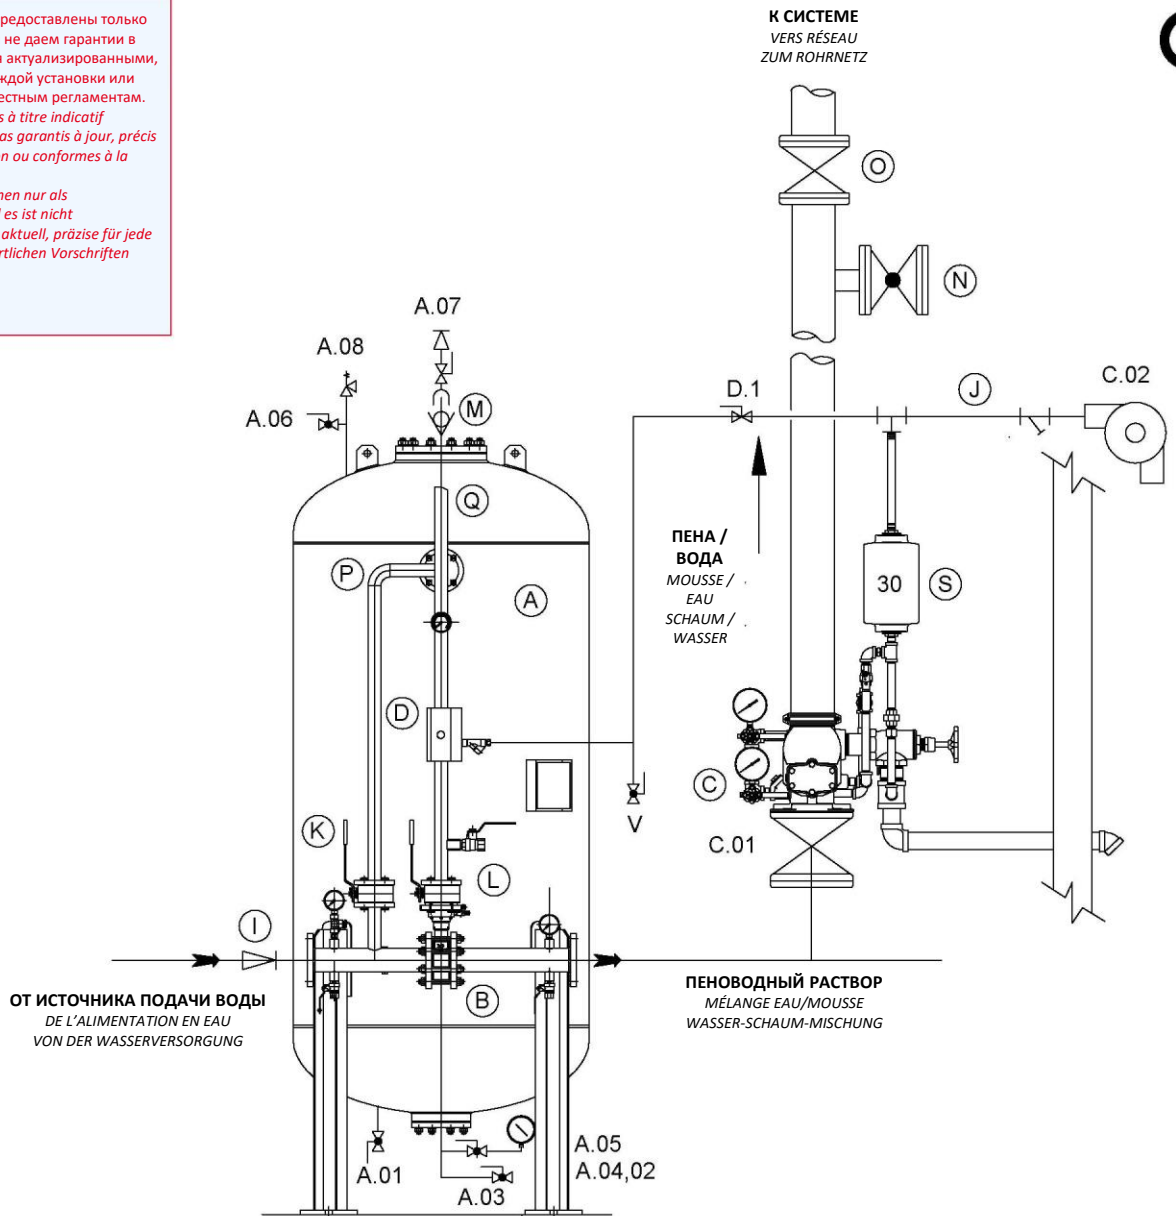 редоставлены только
не даем гарантии в
и актуализированными,
ждой установки или
естным регламентам.
s à titre indicatif
as garantis à jour, précis
n ou conformes à la
nen nur als
es ist nicht
aktuell, präzise für jede
rtlichen Vorschriften
К СИСТЕМЕ
VERS RÉSEAU
ZUM ROHRNETZ
O
N
A.07
A.08
A.06
M
D.1
J
C.02
Q
P
A
ПЕНА /
ВОДА
MOUSSE /
EAU
SCHAUM /
WASSER
30
S
D
C
V
C.01
K
L
I
B
ОТ ИСТОЧНИКА ПОДАЧИ ВОДЫ
DE L'ALIMENTATION EN EAU
VON DER WASSERVERSORGUNG
ПЕНОВОДНЫЙ РАСТВОР
MÉLANGE EAU/MOUSSE
WASSER-SCHAUM-MISCHUNG
A.01
A.03
A.05
A.04,02